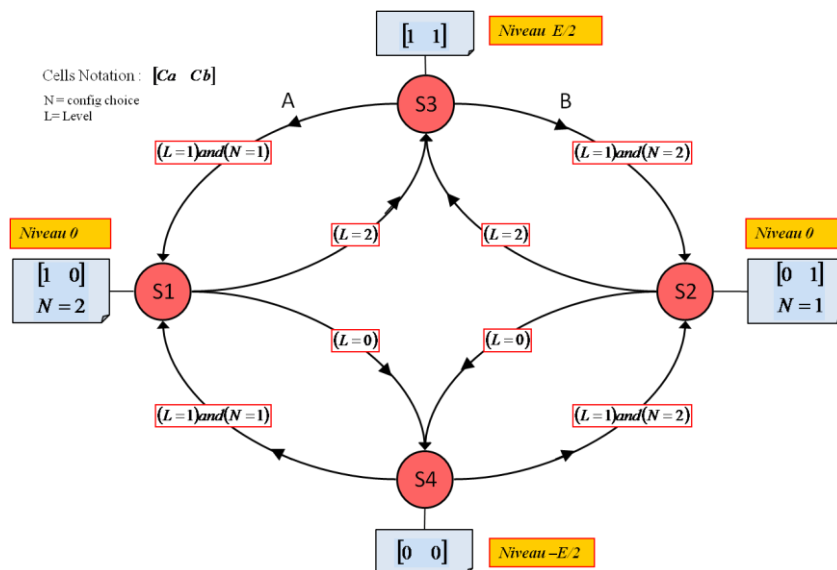 [1 1]
Niveau E/2
Cells Notation : [Ca Cb]
N = config choice
L= Level
A
S3
B
(L = 1)and(N = 1)
(L = 1)and(N = 2)
Niveau 0
(L = 2)
(L = 2)
Niveau 0
[1 0]
N = 2
S1
S2
[0 1]
N = 1
(L = 0)
(L = 0)
(L = 1)and(N = 1)
(L = 1)and(N = 2)
S4
[0 0]
Niveau –E/2